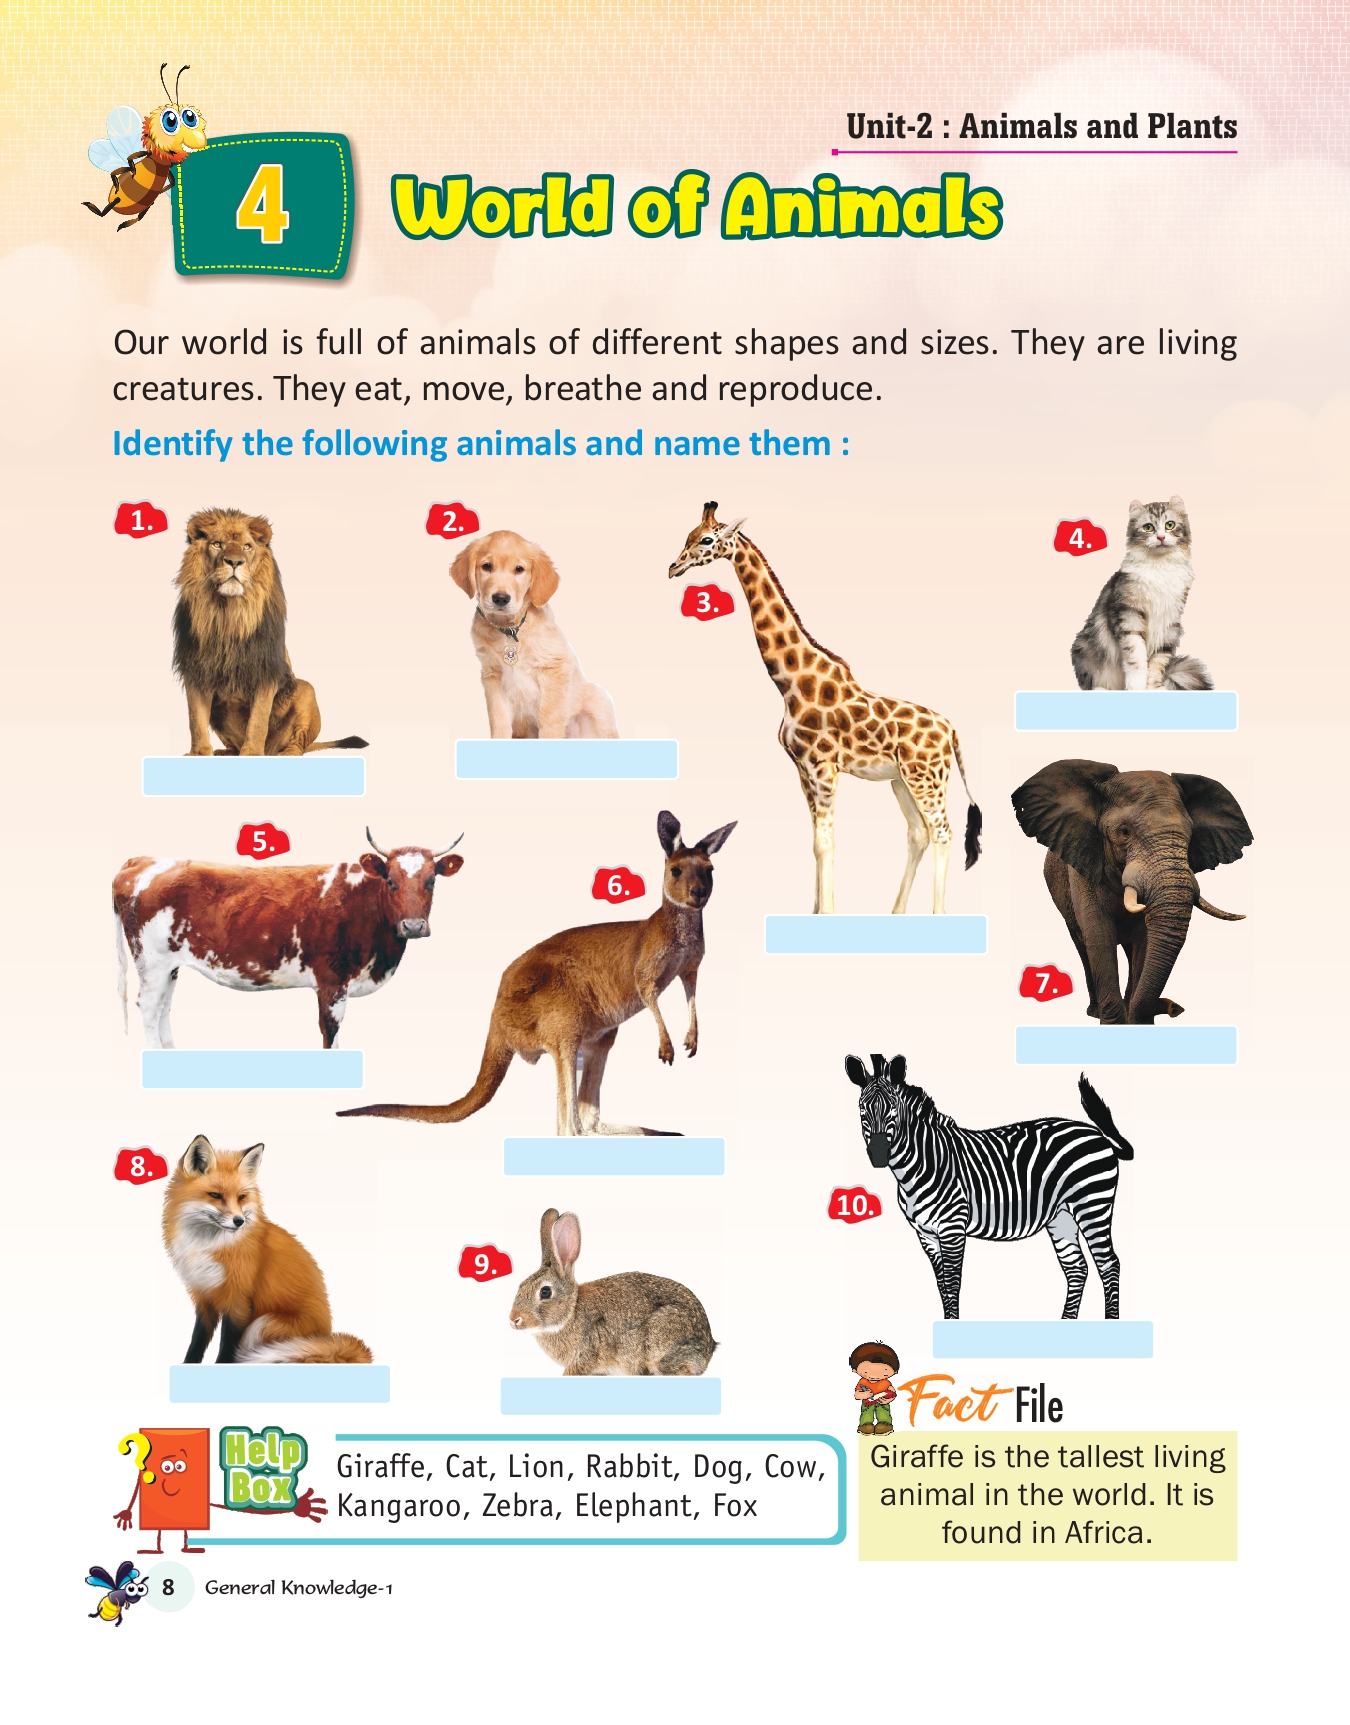 Unit-2 : Animals and Plants
4
World of Animals
Our world is full of animals of different shapes and sizes. They are living
creatures. They eat, move, breathe and reproduce.
Identify the following animals and name them :
1.
2.
3.
4.
5.
6.
7.
8.
9.
10.
Help
Box
Giraffe, Cat, Lion, Rabbit, Dog, Cow,
Kangaroo, Zebra, Elephant, Fox
Fact File
Giraffe is the tallest living
animal in the world. It is
found in Africa.
8
General Knowledge-1